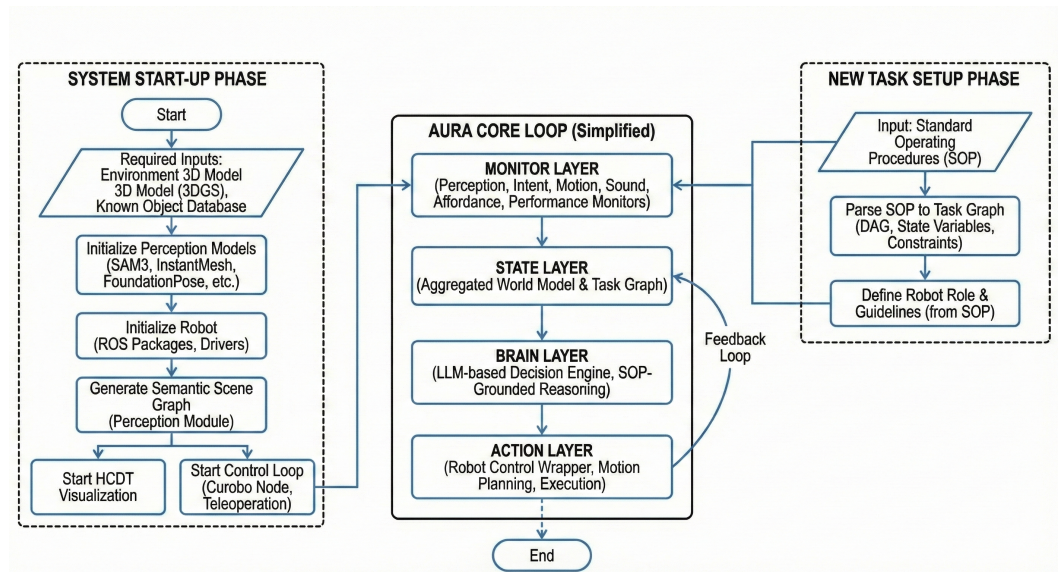 SYSTEM START-UP PHASE
Start
Required Inputs:
Environment 3D Model
3D Model (3DGS),
Known Object Database
Initialize Perception Models
(SAM3, InstantMesh,
FoundationPose, etc.)
Initialize Robot
(ROS Packages, Drivers)
Generate Semantic Scene
Graph
(Perception Module)
Start HCDT
Visualization
Start Control Loop
(Curobo Node,
Teleoperation)
AURA CORE LOOP (Simplified)
MONITOR LAYER
(Perception, Intent, Motion, Sound,
Affordance, Performance Monitors)
STATE LAYER
(Aggregated World Model & Task Graph)
BRAIN LAYER
(LLM-based Decision Engine, SOP-
Grounded Reasoning)
ACTION LAYER
(Robot Control Wrapper, Motion
Planning, Execution)
End
Feedback
Loop
NEW TASK SETUP PHASE
Input: Standard
Operating
Procedures (SOP)
Parse SOP to Task Graph
(DAG, State Variables,
Constraints)
Define Robot Role &
Guidelines (from SOP)